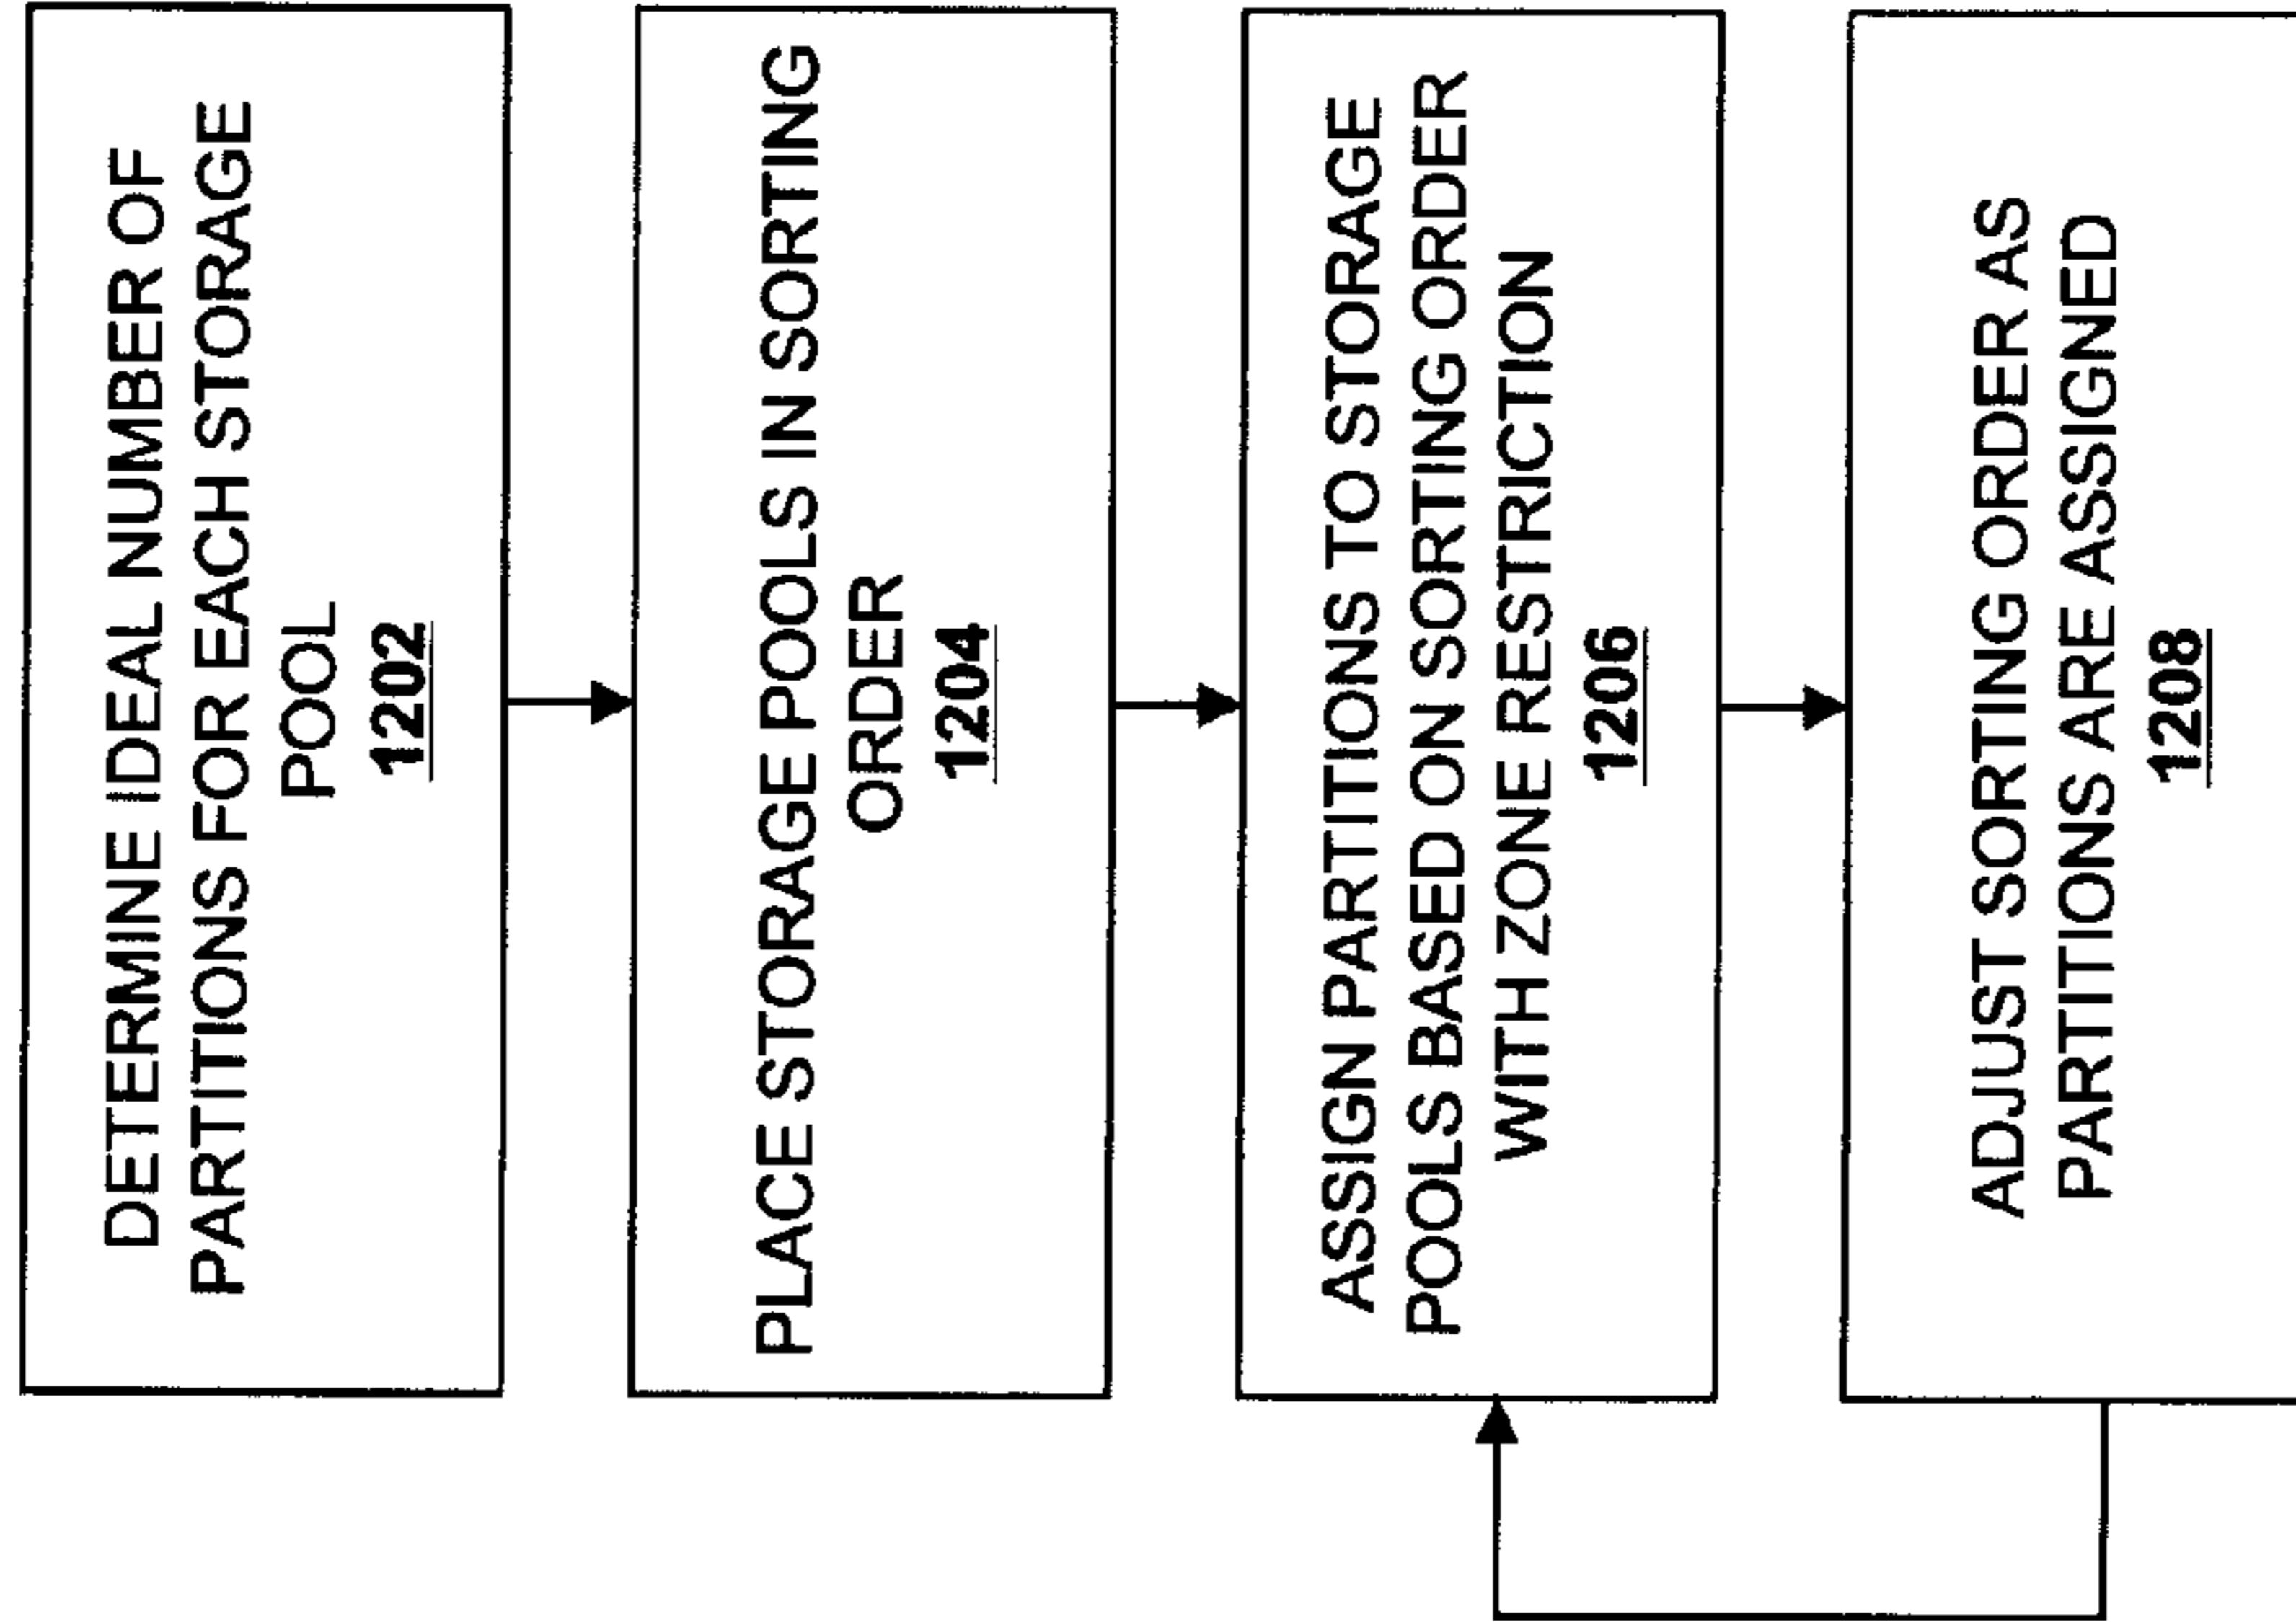 DETERMINE IDEAL NUMBER OF
PARTITIONS FOR EACH STORAGE
POOL
1202
PLACE STORAGE POOLS IN SORTING
ORDER
1204
ASSIGN PARTITIONS TO STORAGE
POOLS BASED ON SORTING ORDER
WITH ZONE RESTRICTION
1206
ADJUST SORTING ORDER AS
PARTITIONS ARE ASSIGNED
1208